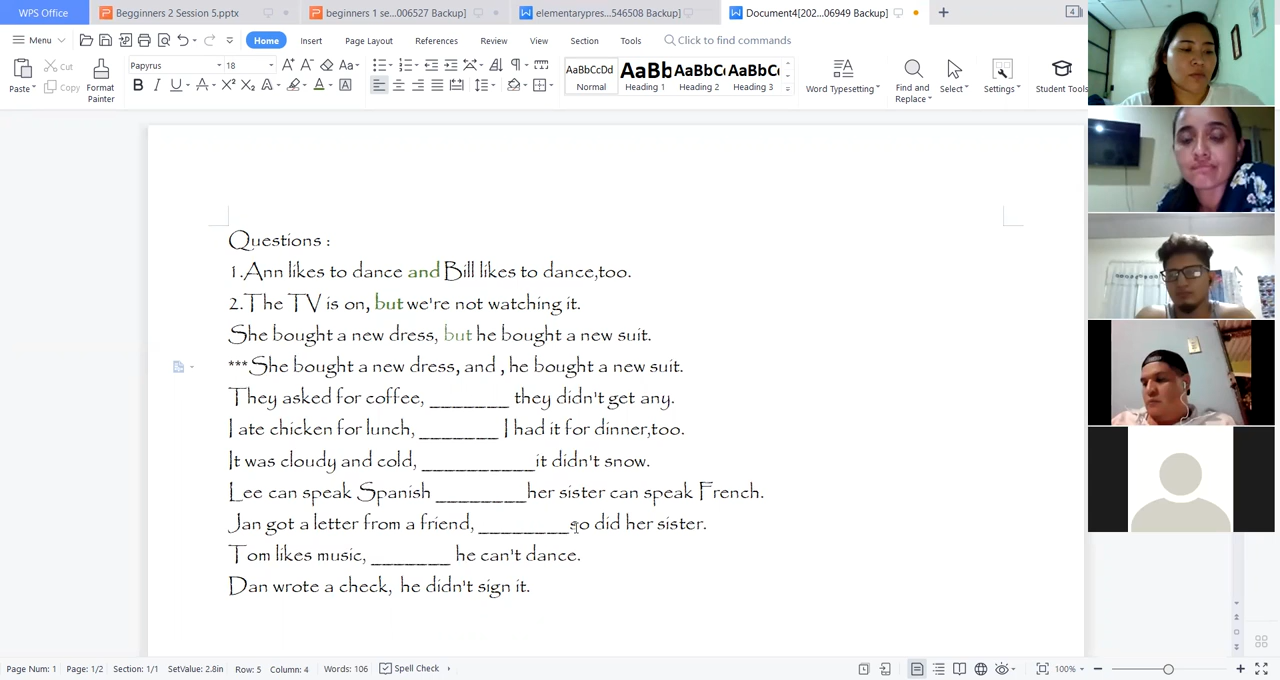 WPS Office Begginners 2 Session 5.pptx beginners 1 se...006527 Backup] elementarypres...546508 Backup] Document4[202...06949 Backup] 4
Menu Home Insert Page Layout References Review View Section Tools Click to find commands
Paste Cut Copy Format Painter Papyrus 18 AaBbCcDd Normal AaBb Heading 1 AaBbC Heading 2 AaBbC Heading 3 Word Typesetting Find and Replace Select Settings Student Tools
Questions :
1.Ann likes to dance and Bill likes to dance,too.
2.The TV is on, but we're not watching it.
She bought a new dress, but he bought a new suit.
***She bought a new dress, and , he bought a new suit.
They asked for coffee, _______ they didn't get any.
I ate chicken for lunch, _______ I had it for dinner,too.
It was cloudy and cold, __________it didn't snow.
Lee can speak Spanish ________her sister can speak French.
Jan got a letter from a friend, ________so did her sister.
Tom likes music, _______ he can't dance.
Dan wrote a check, he didn't sign it.
Page Num: 1 Page: 1/2 Section: 1/1 SetValue: 2.8in Row: 5 Column: 4 Words: 106 Spell Check 100%